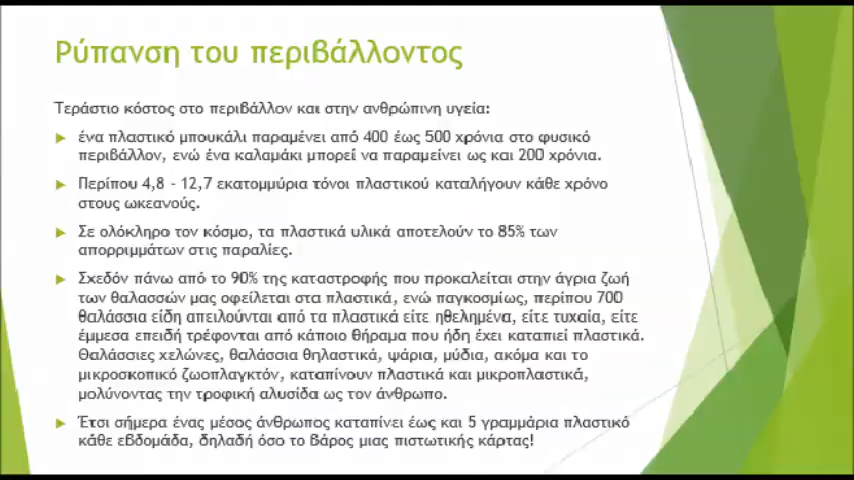 Ρύπανση του περιβάλλοντος
Τεράστιο κόστος στο περιβάλλον και στην ανθρώπινη υγεία:
ένα πλαστικό μπουκάλι παραμένει από 400 έως 500 χρόνια στο φυσικό
περιβάλλον, ενώ ένα καλαμάκι μπορεί να παραμείνει ως και 200 χρόνια.
Περίπου 4,8 - 12,7 εκατομμύρια τόνοι πλαστικού καταλήγουν κάθε χρόνο
στους ωκεανούς.
Σε ολόκληρο τον κόσμο, τα πλαστικά υλικά αποτελούν το 85% των
απορριμμάτων στις παραλίες.
Σχεδόν πάνω από το 90% της καταστροφής που προκαλείται στην άγρια ζωή
των θαλασσών μας οφείλεται στα πλαστικά, ενώ παγκοσμίως, περίπου 700
θαλάσσια είδη απειλούνται από τα πλαστικά είτε ηθελημένα, είτε τυχαία, είτε
έμμεσα επειδή τρέφονται από κάποιο θήραμα που ήδη έχει καταπιεί πλαστικά.
Θαλάσσιες χελώνες, θαλάσσια θηλαστικά, ψάρια, μύδια, ακόμα και το
μικροσκοπικό ζωοπλαγκτόν, καταπίνουν πλαστικά και μικροπλαστικά,
μολύνοντας την τροφική αλυσίδα ως τον άνθρωπο.
Έτσι σήμερα ένας μέσος άνθρωπος καταπίνει έως και 5 γραμμάρια πλαστικό
κάθε εβδομάδα, δηλαδή όσο το βάρος μιας πιστωτικής κάρτας!